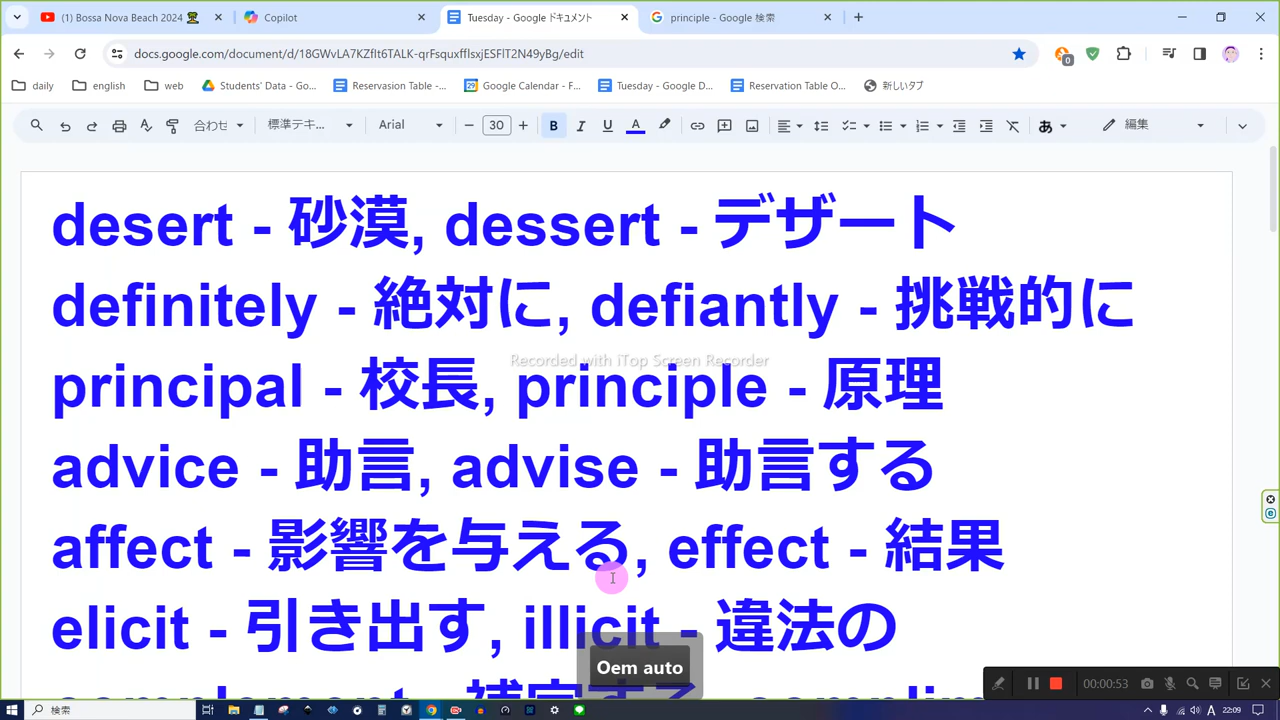 (1) Bossa Nova Beach 2024
Copilot
Tuesday - Google ドキュメント
principle - Google 検索
docs.google.com/document/d/18GWvLA7KZfIt6TALK-arFsquxfflsxjESFlT2N49yBg/edit
daily
english
web
Students' Data - Go...
Reservasion Table -...
Google Calendar - F...
Tuesday - Google D...
Reservation Table O...
新しいタブ
合わせ
標準テキ...
Arial
30
B
I
U
A
あ
編集
desert - 砂漠, dessert - デザート
definitely - 絶対に, defiantly - 挑戦的に
Recorded with iTop Screen Recorder
principal - 校長, principle - 原理
advice - 助言, advise - 助言する
affect - 影響を与える, effect - 結果
elicit - 引き出す, illicit - 違法の
Oem auto
00:00:53
検索
A
22:09